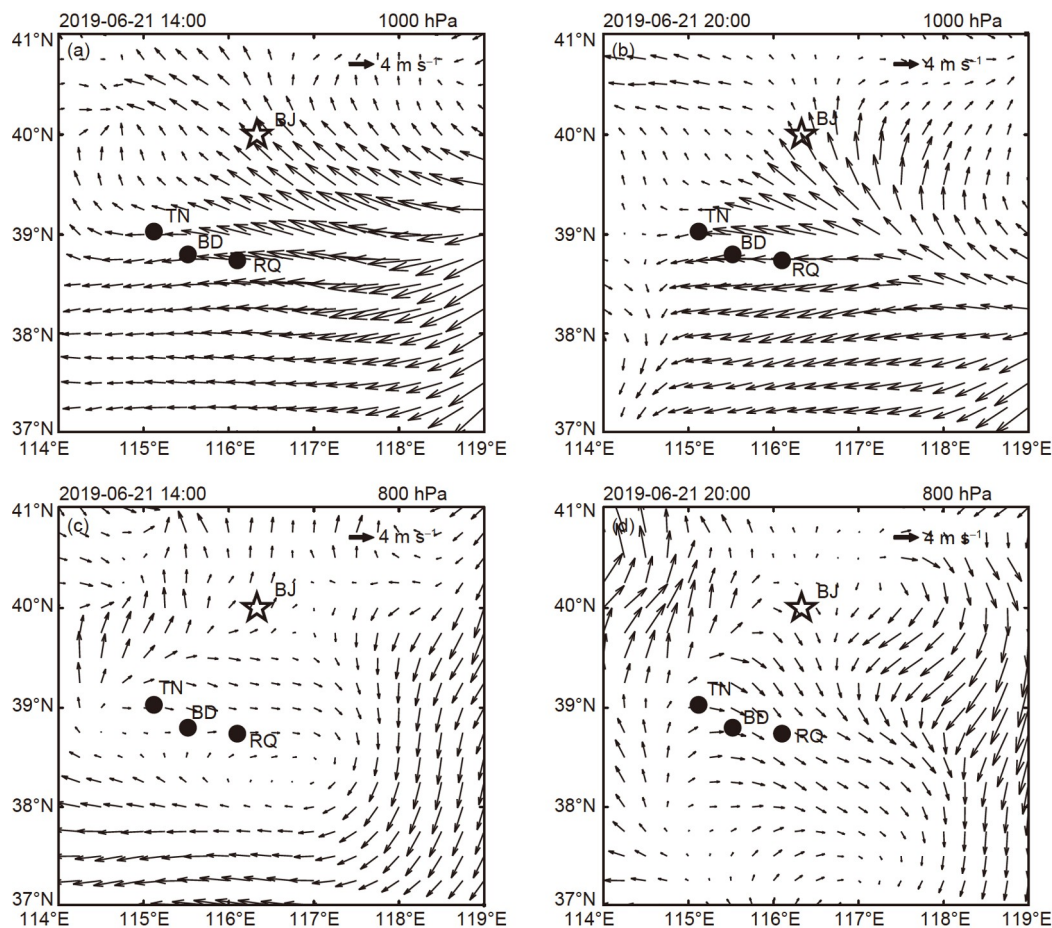 2019-06-21 14:00 1000 hPa
41°N
(a)
4 m s⁻¹
BJ
40°N
TN
39°N
BD
RQ
38°N
37°N
114°E 115°E 116°E 117°E 118°E 119°E
2019-06-21 20:00 1000 hPa
41°N
(b)
4 m s⁻¹
BJ
40°N
TN
39°N
BD
RQ
38°N
37°N
114°E 115°E 116°E 117°E 118°E 119°E
2019-06-21 14:00 800 hPa
41°N
(c)
4 m s⁻¹
BJ
40°N
TN
39°N
BD
RQ
38°N
37°N
114°E 115°E 116°E 117°E 118°E 119°E
2019-06-21 20:00 800 hPa
41°N
(d)
4 m s⁻¹
BJ
40°N
TN
39°N
BD
RQ
38°N
37°N
114°E 115°E 116°E 117°E 118°E 119°E